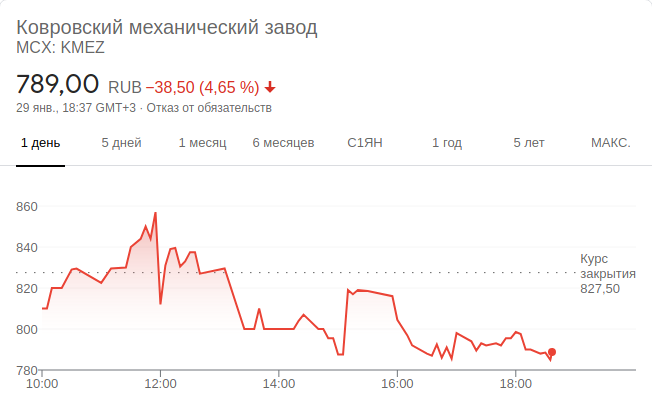 Ковровский механический завод
MCX: KMEZ
789,00 RUB −38,50 (4,65 %)
29 янв., 18:37 GMT+3 · Отказ от обязательств
1 день 5 дней 1 месяц 6 месяцев С1ЯН 1 год 5 лет МАКС.
860
840
820
800
780
Курс
закрытия
827,50
10:00 12:00 14:00 16:00 18:00